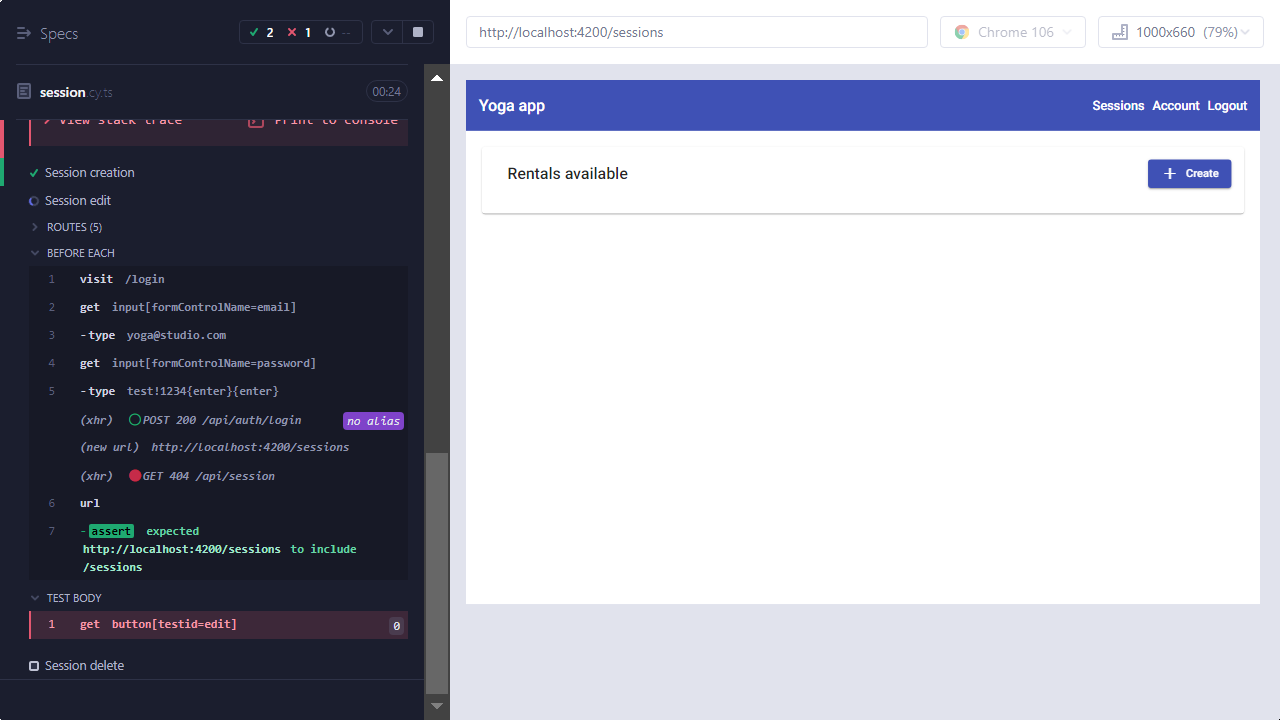 Specs
2
1
--
session.cy.ts
00:24
View stack trace
Print to console
Session creation
Session edit
ROUTES (5)
BEFORE EACH
1 visit /login
2 get input[formControlName=email]
3 -type yoga@studio.com
4 get input[formControlName=password]
5 -type test!1234{enter}{enter}
(xhr) POST 200 /api/auth/login no alias
(new url) http://localhost:4200/sessions
(xhr) GET 404 /api/session
6 url
7 -assert expected
http://localhost:4200/sessions to include
/sessions
TEST BODY
1 get button[testid=edit] 0
Session delete
http://localhost:4200/sessions
Chrome 106
1000x660 (79%)
Yoga app
Sessions Account Logout
Rentals available
Create